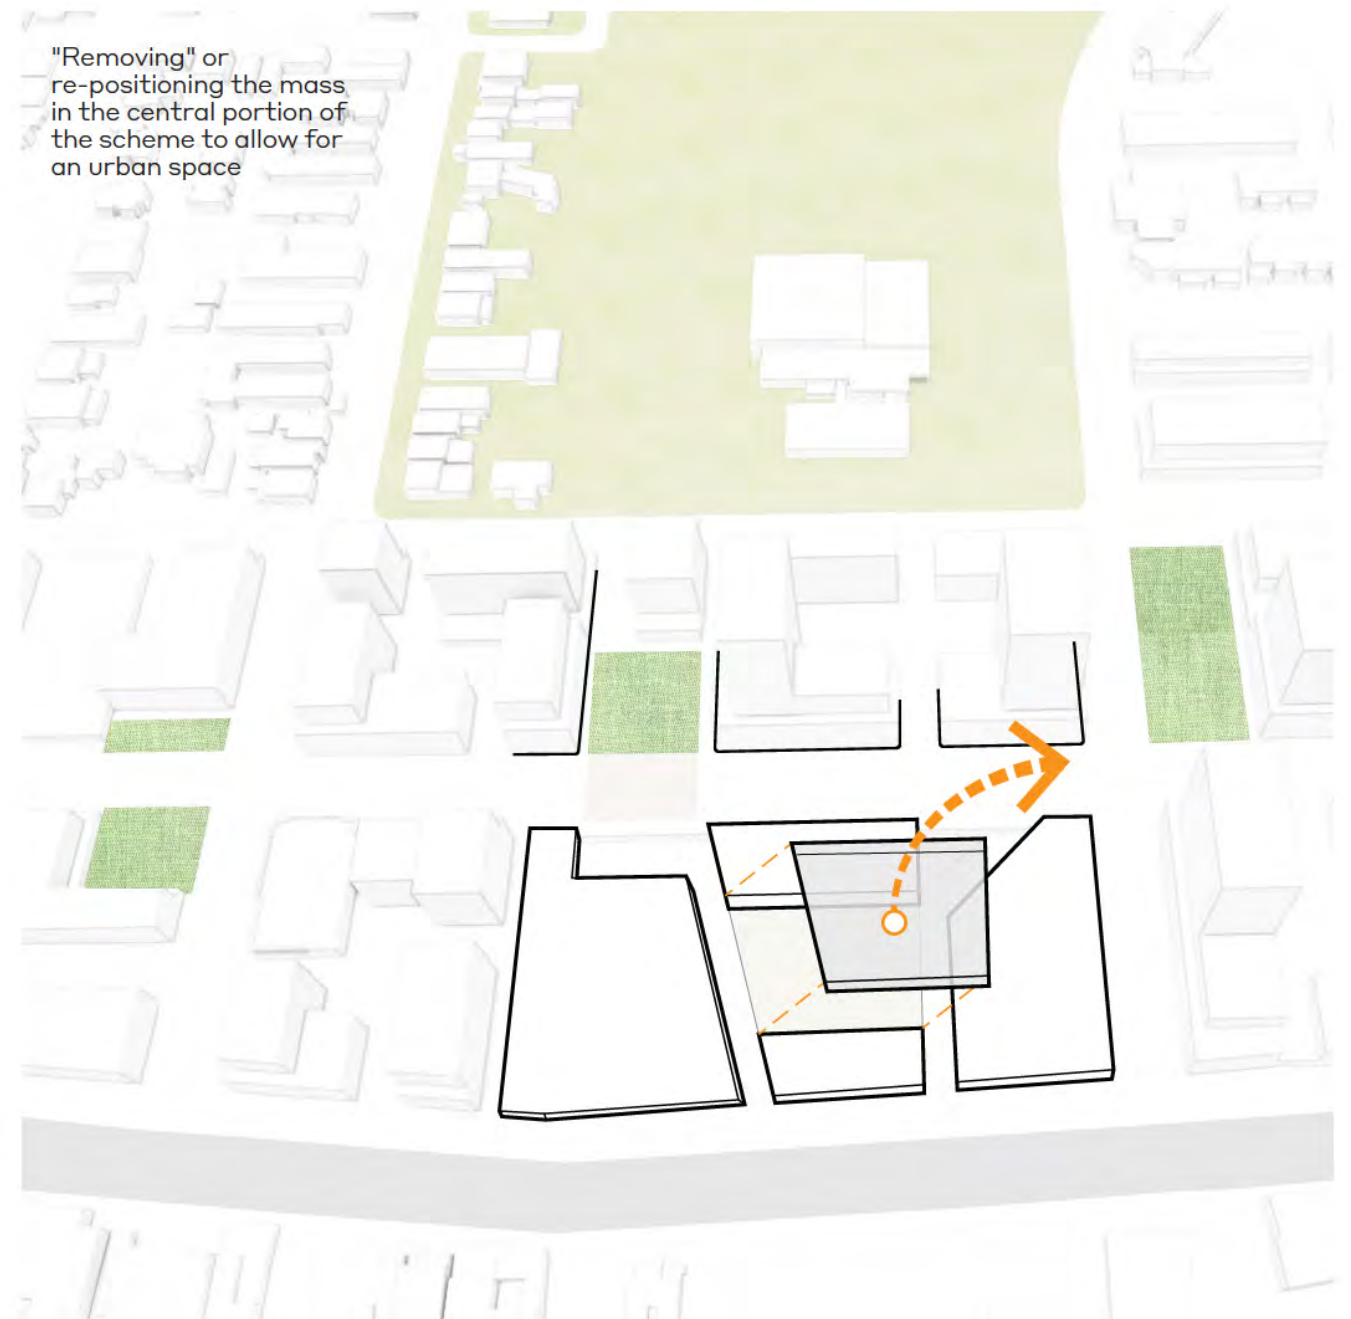 "Removing" or
re-positioning the mass
in the central portion of
the scheme to allow for
an urban space